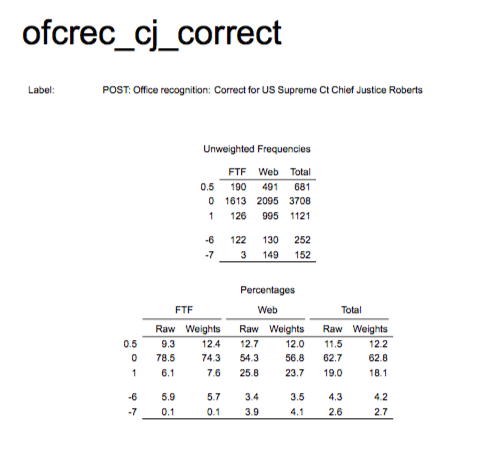 ofcrec_cj_correct
Label: POST: Office recognition: Correct for US Supreme Ct Chief Justice Roberts
Unweighted Frequencies
FTF Web Total
0.5 190 491 681
0 1613 2095 3708
1 126 995 1121
-6 122 130 252
-7 3 149 152
Percentages
FTF Web Total
Raw Weights Raw Weights Raw Weights
0.5 9.3 12.4 12.7 12.0 11.5 12.2
0 78.5 74.3 54.3 56.8 62.7 62.8
1 6.1 7.6 25.8 23.7 19.0 18.1
-6 5.9 5.7 3.4 3.5 4.3 4.2
-7 0.1 0.1 3.9 4.1 2.6 2.7